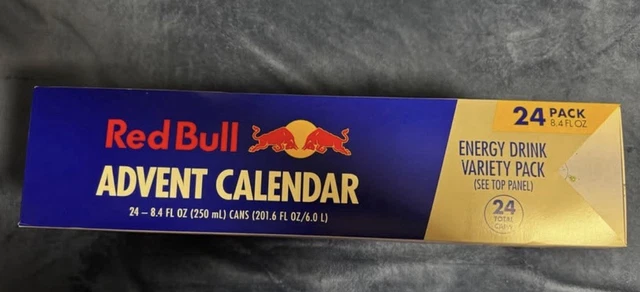 Red Bull
ADVENT CALENDAR
24 – 8.4 FL OZ (250 mL) CANS (201.6 FL OZ/6.0 L)
24 PACK
8.4 FL OZ
ENERGY DRINK
VARIETY PACK
(SEE TOP PANEL)
24
TOTAL
CANS